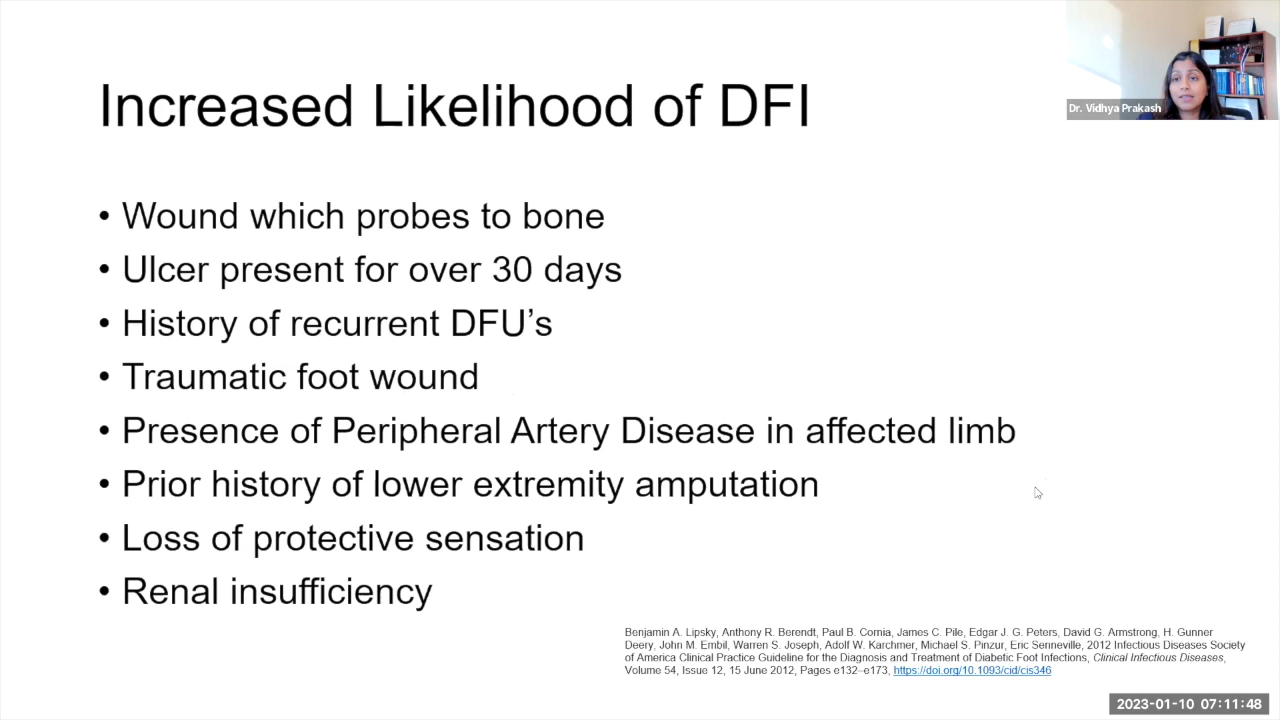 Increased Likelihood of DFI
Dr. Vidhya Prakash
• Wound which probes to bone
• Ulcer present for over 30 days
• History of recurrent DFU’s
• Traumatic foot wound
• Presence of Peripheral Artery Disease in affected limb
• Prior history of lower extremity amputation
• Loss of protective sensation
• Renal insufficiency
Benjamin A. Lipsky, Anthony R. Berendt, Paul B. Cornia, James C. Pile, Edgar J. G. Peters, David G. Armstrong, H. Gunner
Deery, John M. Embil, Warren S. Joseph, Adolf W. Karchmer, Michael S. Pinzur, Eric Senneville, 2012 Infectious Diseases Society
of America Clinical Practice Guideline for the Diagnosis and Treatment of Diabetic Foot Infections, Clinical Infectious Diseases,
Volume 54, Issue 12, 15 June 2012, Pages e132–e173, https://doi.org/10.1093/cid/cis346
2023-01-10 07:11:48